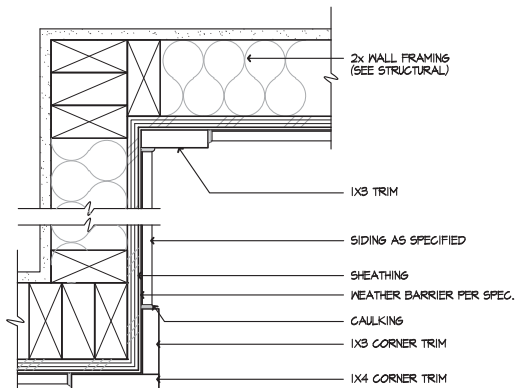 2x WALL FRAMING
(SEE STRUCTURAL)
1X3 TRIM
SIDING AS SPECIFIED
SHEATHING
WEATHER BARRIER PER SPEC.
CAULKING
1X3 CORNER TRIM
1X4 CORNER TRIM